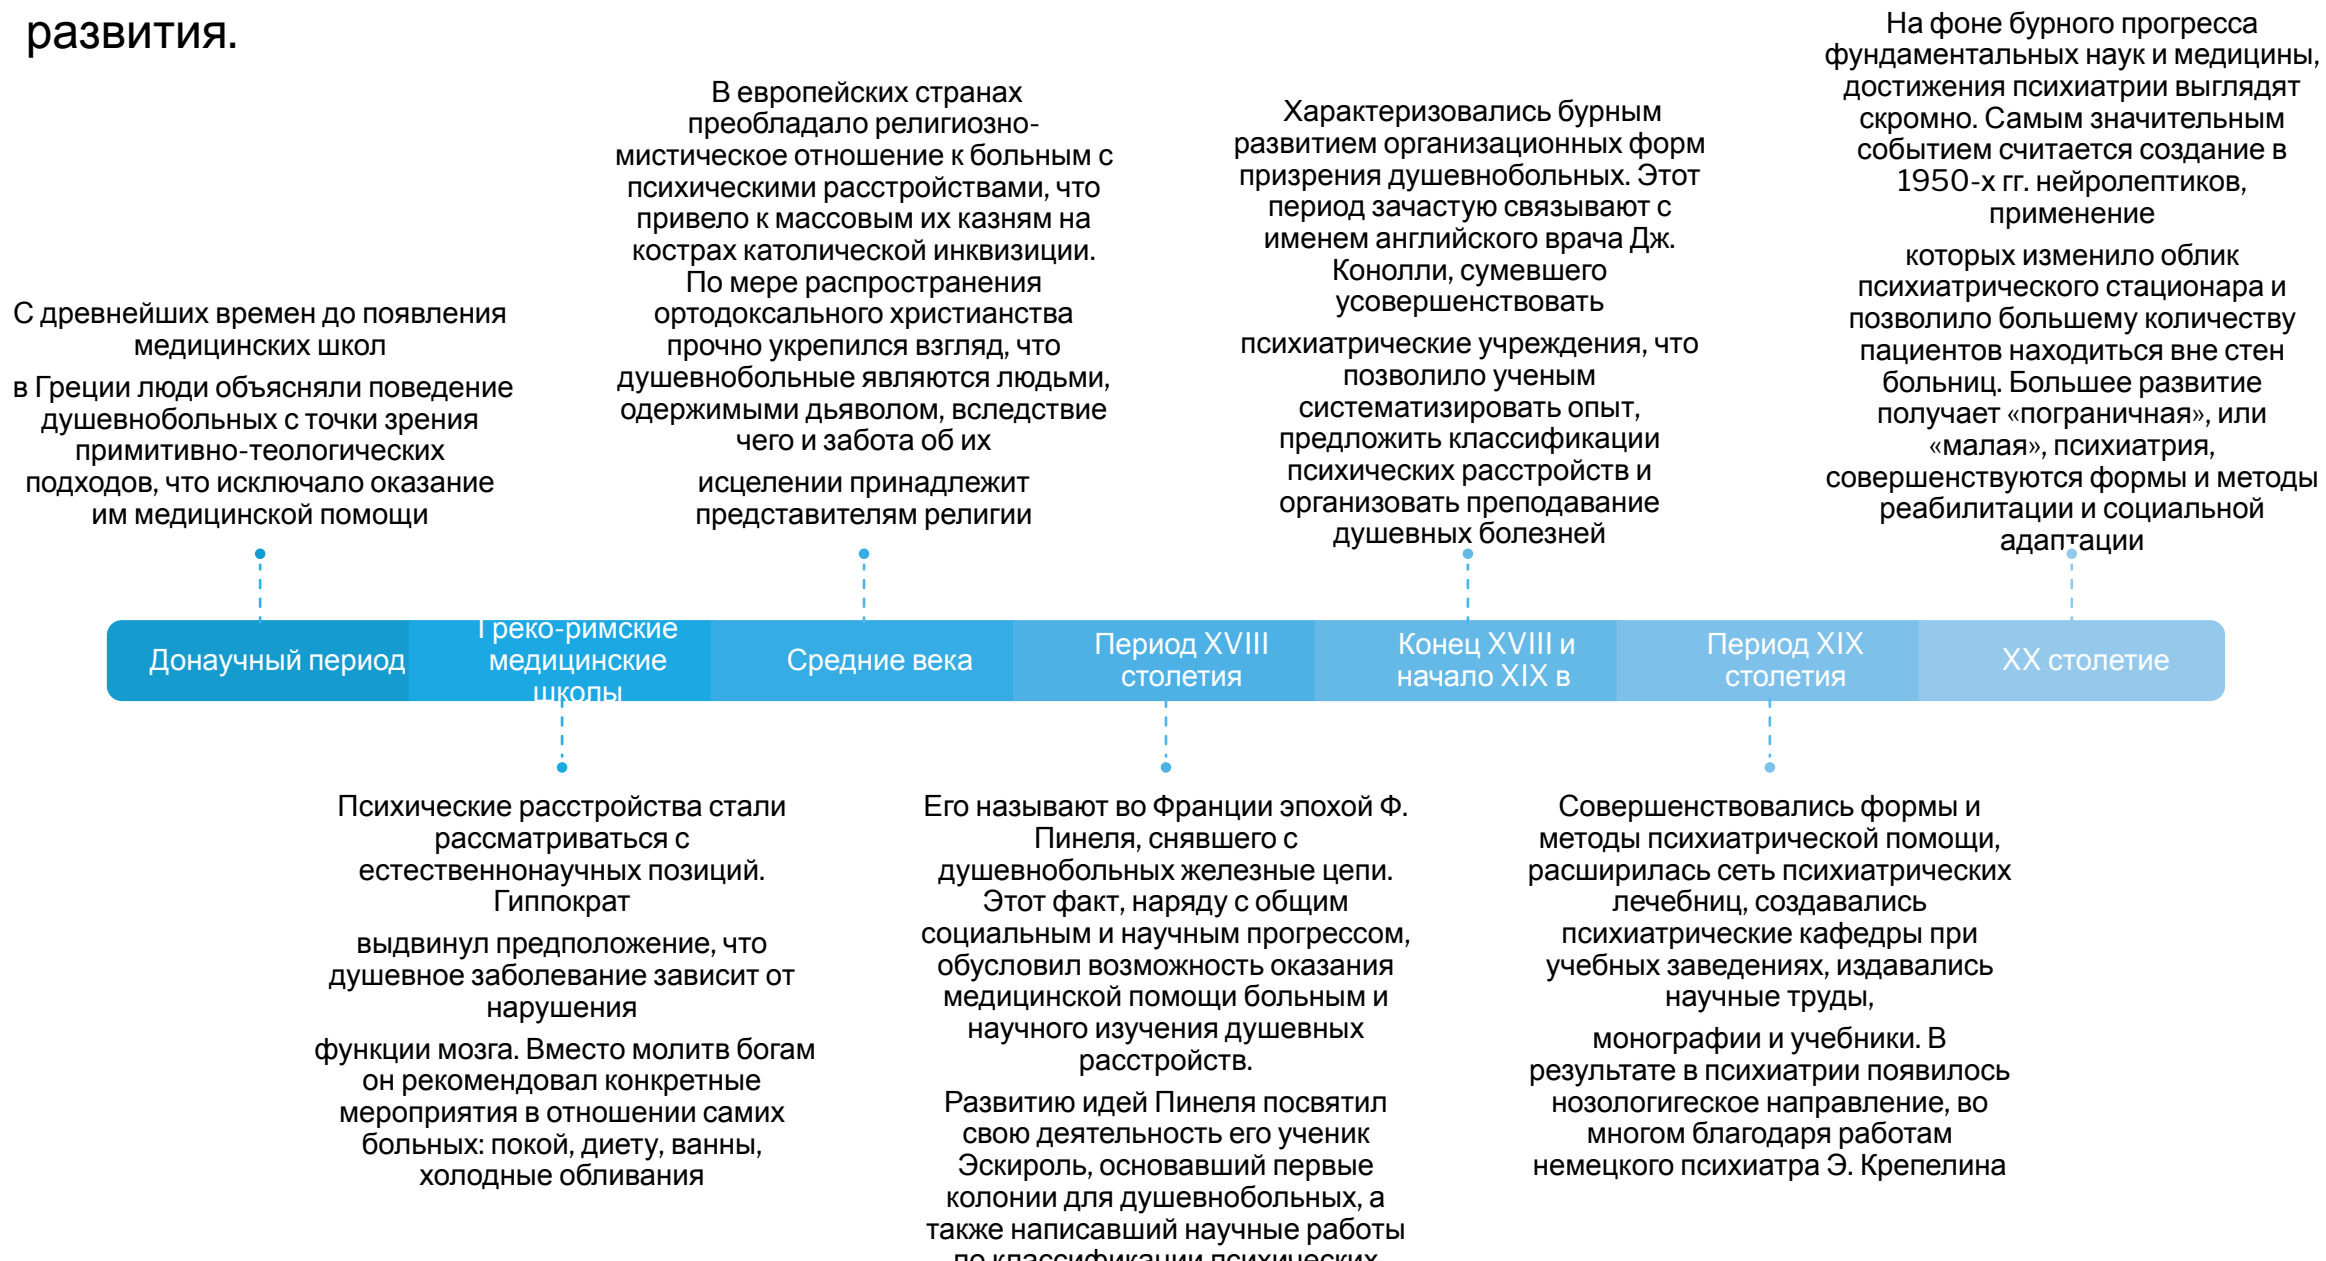 развития.
С древнейших времен до появления
медицинских школ
в Греции люди объясняли поведение
душевнобольных с точки зрения
примитивно-теологических
подходов, что исключало оказание
им медицинской помощи
В европейских странах
преобладало религиозно-
мистическое отношение к больным с
психическими расстройствами, что
привело к массовым их казням на
кострах католической инквизиции.
По мере распространения
ортодоксального христианства
прочно укрепился взгляд, что
душевнобольные являются людьми,
одержимыми дьяволом, вследствие
чего и забота об их
исцелении принадлежит
представителям религии
Характеризовались бурным
развитием организационных форм
призрения душевнобольных. Этот
период зачастую связывают с
именем английского врача Дж.
Конолли, сумевшего
усовершенствовать
психиатрические учреждения, что
позволило ученым
систематизировать опыт,
предложить классификации
психических расстройств и
организовать преподавание
душевных болезней
На фоне бурного прогресса
фундаментальных наук и медицины,
достижения психиатрии выглядят
скромно. Самым значительным
событием считается создание в
1950-х гг. нейролептиков,
применение
которых изменило облик
психиатрического стационара и
позволило большему количеству
пациентов находиться вне стен
больниц. Большее развитие
получает «пограничная», или
«малая», психиатрия,
совершенствуются формы и методы
реабилитации и социальной
адаптации
Донаучный период
Греко-римские
медицинские
школы
Средние века
Период XVIII
столетия
Конец XVIII и
начало XIX в
Период XIX
столетия
XX столетие
Психические расстройства стали
рассматриваться с
естественнонаучных позиций.
Гиппократ
выдвинул предположение, что
душевное заболевание зависит от
нарушения
функции мозга. Вместо молитв богам
он рекомендовал конкретные
мероприятия в отношении самих
больных: покой, диету, ванны,
холодные обливания
Его называют во Франции эпохой Ф.
Пинеля, снявшего с
душевнобольных железные цепи.
Этот факт, наряду с общим
социальным и научным прогрессом,
обусловил возможность оказания
медицинской помощи больным и
научного изучения душевных
расстройств.
Развитию идей Пинеля посвятил
свою деятельность его ученик
Эскироль, основавший первые
колонии для душевнобольных, а
также написавший научные работы
по классификации психических
Совершенствовались формы и
методы психиатрической помощи,
расширилась сеть психиатрических
лечебниц, создавались
психиатрические кафедры при
учебных заведениях, издавались
научные труды,
монографии и учебники. В
результате в психиатрии появилось
нозологигеское направление, во
многом благодаря работам
немецкого психиатра Э. Крепелина